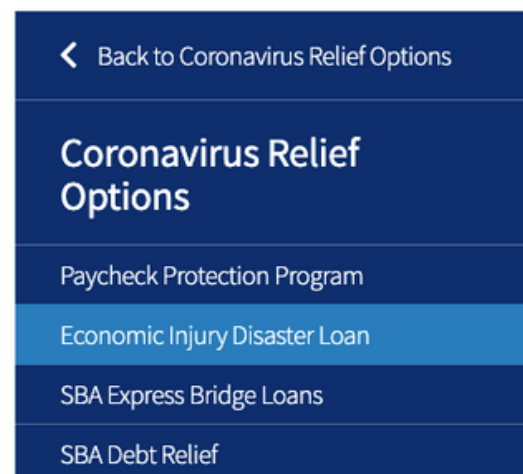 Back to Coronavirus Relief Options
Coronavirus Relief
Options
Paycheck Protection Program
Economic Injury Disaster Loan
SBA Express Bridge Loans
SBA Debt Relief